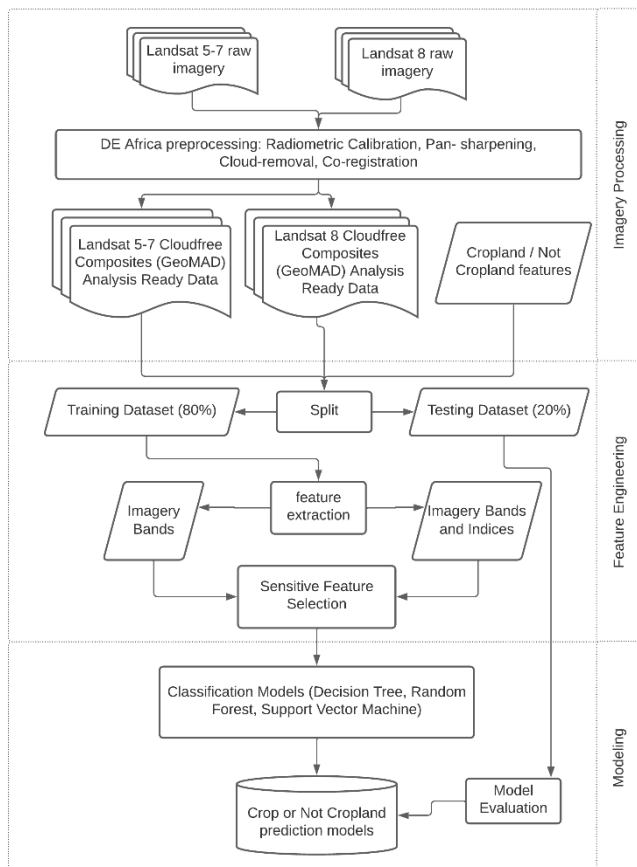 Landsat 5-7 raw
imagery
Landsat 8 raw
imagery
DE Africa preprocessing: Radiometric Calibration, Pan- sharpening,
Cloud-removal, Co-registration
Landsat 5-7 Cloudfree
Composites (GeoMAD)
Analysis Ready Data
Landsat 8 Cloudfree
Composites
(GeoMAD) Analysis
Ready Data
Cropland / Not
Cropland features
Imagery Processing
Training Dataset (80%)
Split
Testing Dataset (20%)
feature
extraction
Imagery
Bands
Imagery Bands
and Indices
Sensitive Feature
Selection
Feature Engineering
Classification Models (Decision Tree, Random
Forest, Support Vector Machine)
Crop or Not Cropland
prediction models
Model
Evaluation
Modeling